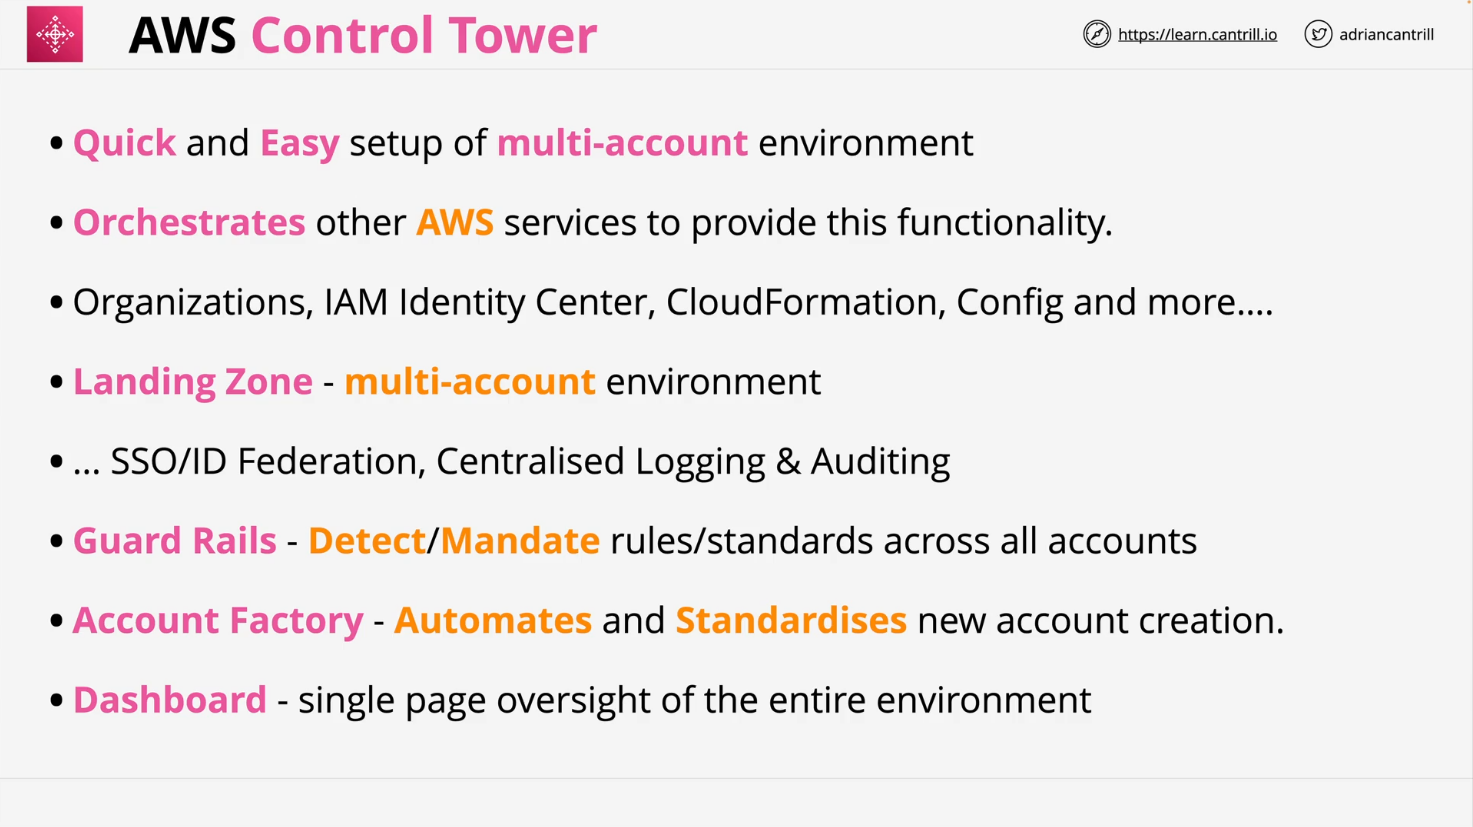 AWS Control Tower
https://learn.cantrill.io
adriancantrill
• Quick and Easy setup of multi-account environment
• Orchestrates other AWS services to provide this functionality.
• Organizations, IAM Identity Center, CloudFormation, Config and more....
• Landing Zone - multi-account environment
• ... SSO/ID Federation, Centralised Logging & Auditing
• Guard Rails - Detect/Mandate rules/standards across all accounts
• Account Factory - Automates and Standardises new account creation.
• Dashboard - single page oversight of the entire environment